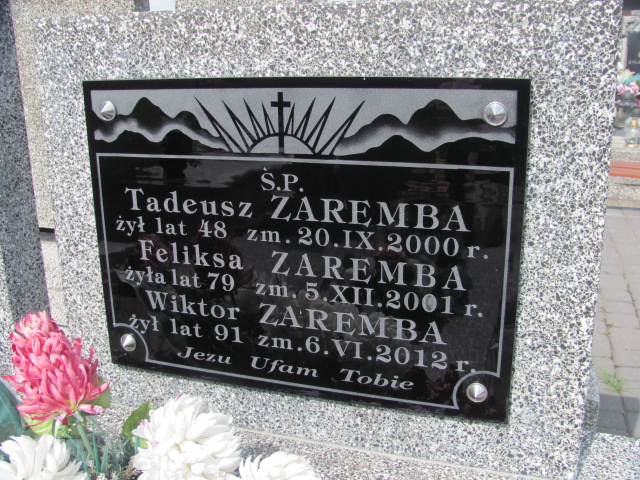 Ś.P.
Tadeusz ZAREMBA
żył lat 48 zm. 20.IX.2000 r.
Feliksa ZAREMBA
żyła lat 79 zm. 5.XII.2001 r.
Wiktor ZAREMBA
żył lat 91 zm. 6.VI.2012 r.
Jezu Ufam Tobie